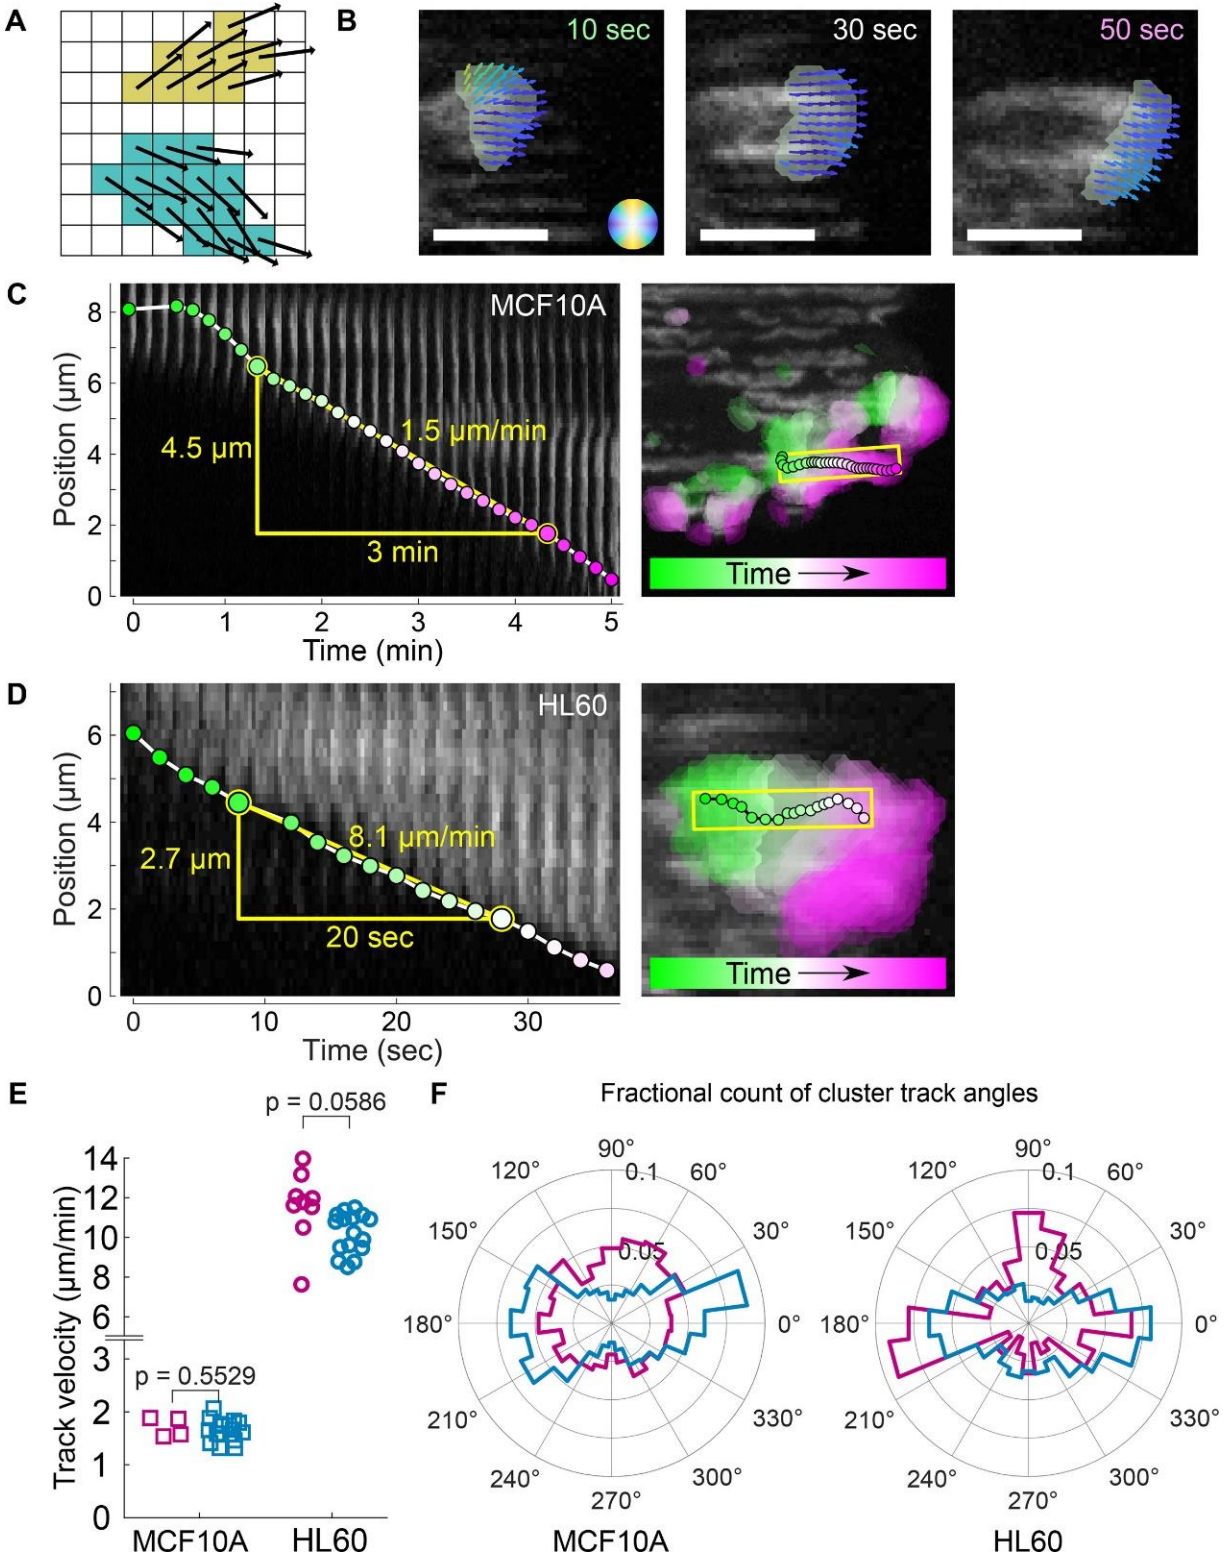 A
B
10 sec
30 sec
50 sec
C
MCF10A
8
6
4
2
0
Position (μm)
4.5 μm
1.5 μm/min
3 min
0 1 2 3 4 5
Time (min)
Time
D
HL60
6
4
2
0
Position (μm)
2.7 μm
8.1 μm/min
20 sec
0 10 20 30
Time (sec)
Time
E
p = 0.0586
14
12
10
8
6
3
2
1
0
Track velocity (μm/min)
p = 0.5529
MCF10A HL60
F
Fractional count of cluster track angles
90°
0.1
60°
120°
150°
30°
0.05
180°
0°
210°
330°
240°
300°
270°
MCF10A
90°
0.1
60°
120°
150°
30°
0.05
180°
0°
210°
330°
240°
300°
270°
HL60